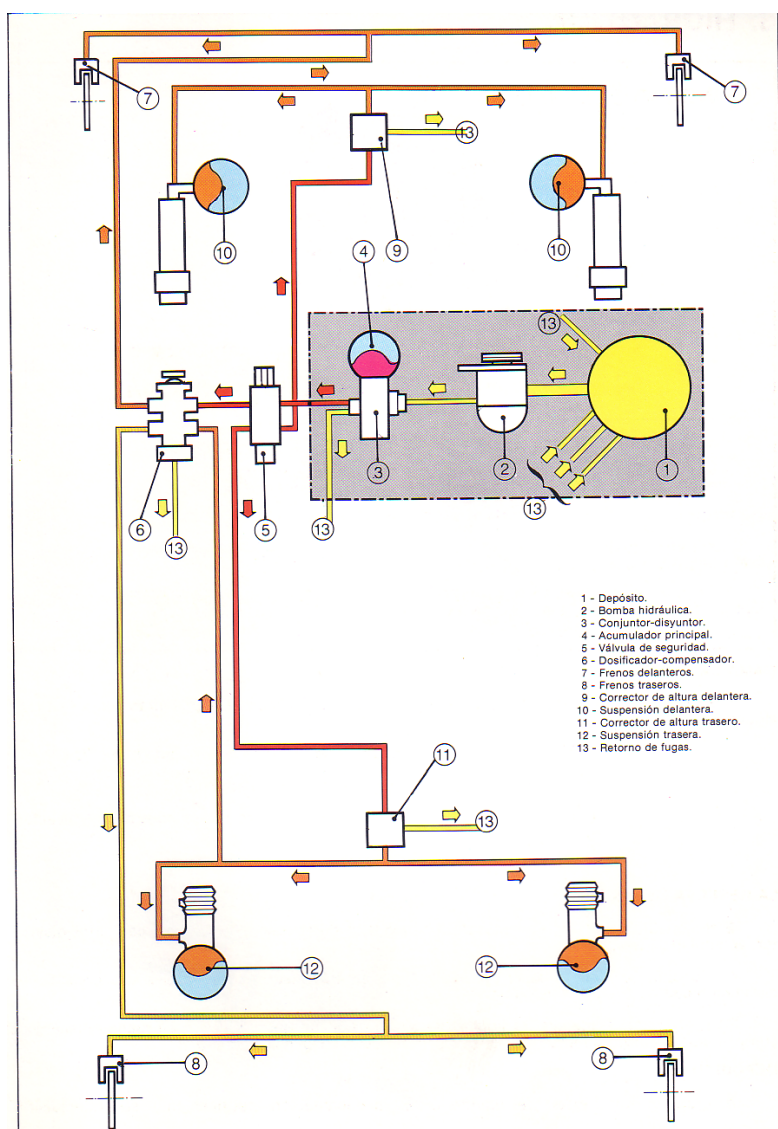 7
7
13
10
9
10
4
13
6
13
5
13
3
2
13
1
1 - Depósito.
2 - Bomba hidráulica.
3 - Conjuntor-disyuntor.
4 - Acumulador principal.
5 - Válvula de seguridad.
6 - Dosificador-compensador.
7 - Frenos delanteros.
8 - Frenos traseros.
9 - Corrector de altura delantera.
10 - Suspensión delantera.
11 - Corrector de altura trasero.
12 - Suspensión trasera.
13 - Retorno de fugas.
11
13
12
12
8
8